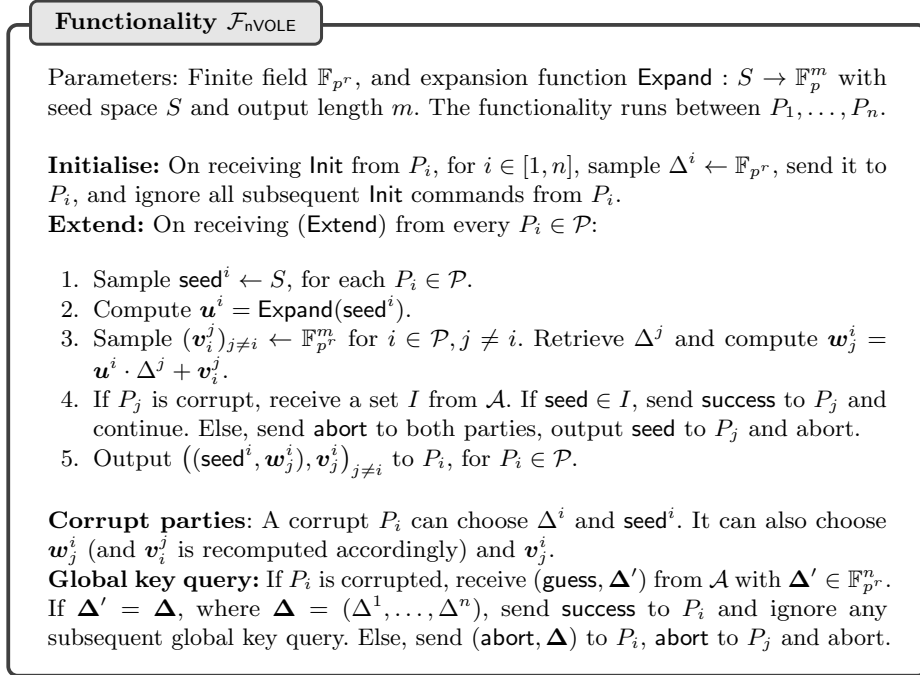 Functionality 𝓕ₙVOLE
Parameters: Finite field 𝔽_{p^r}, and expansion function Expand : S → 𝔽_p^m with
seed space S and output length m. The functionality runs between P_1, . . . , P_n.
Initialise: On receiving Init from P_i, for i ∈ [1, n], sample Δ^i ← 𝔽_{p^r}, send it to
P_i, and ignore all subsequent Init commands from P_i.
Extend: On receiving (Extend) from every P_i ∈ 𝒫:
1. Sample seed^i ← S, for each P_i ∈ 𝒫.
2. Compute u^i = Expand(seed^i).
3. Sample (v_i^j)_{j≠i} ← 𝔽_{p^r}^m for i ∈ 𝒫, j ≠ i. Retrieve Δ^j and compute w_j^i =
u^i · Δ^j + v_i^j.
4. If P_j is corrupt, receive a set I from 𝒜. If seed ∈ I, send success to P_j and
continue. Else, send abort to both parties, output seed to P_j and abort.
5. Output ((seed^i, w_j^i), v_j^i)_{j≠i} to P_i, for P_i ∈ 𝒫.
Corrupt parties: A corrupt P_i can choose Δ^i and seed^i. It can also choose
w_j^i (and v_i^j is recomputed accordingly) and v_j^i.
Global key query: If P_i is corrupted, receive (guess, Δ′) from 𝒜 with Δ′ ∈ 𝔽_{p^r}^n.
If Δ′ = Δ, where Δ = (Δ^1, . . . , Δ^n), send success to P_i and ignore any
subsequent global key query. Else, send (abort, Δ) to P_i, abort to P_j and abort.